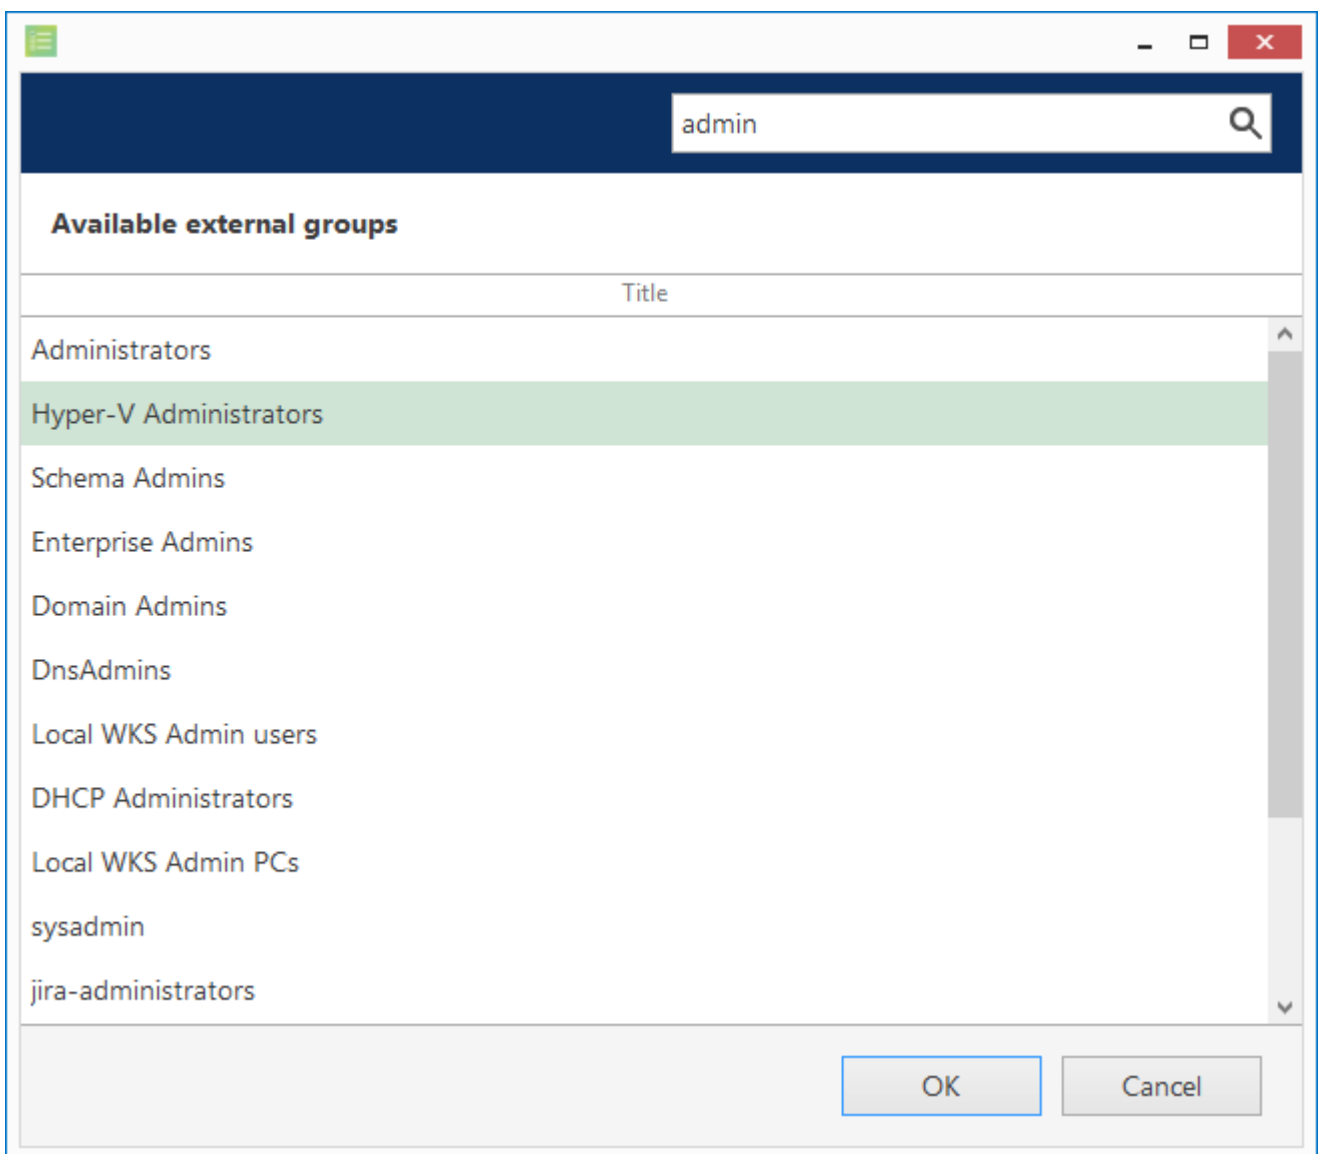 admin
Available external groups
Title
Administrators
Hyper-V Administrators
Schema Admins
Enterprise Admins
Domain Admins
DnsAdmins
Local WKS Admin users
DHCP Administrators
Local WKS Admin PCs
sysadmin
jira-administrators
OK Cancel